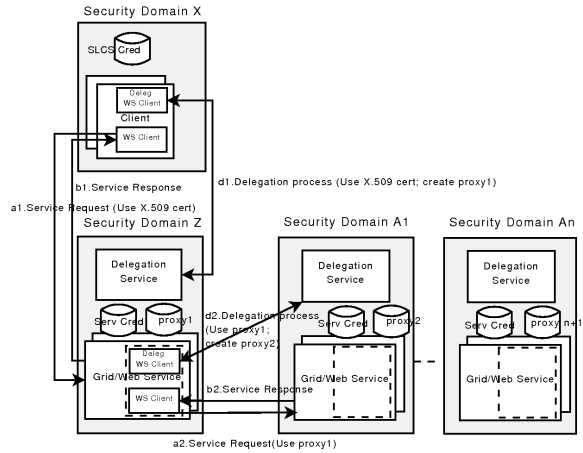 Security Domain X
SLCS Cred
Deleg
WS Client
Client
WS Client
b1.Service Response
d1.Delegation process (Use X.509 cert; create proxy1)
a1.Service Request (Use X.509 cert)
Security Domain Z
Security Domain A1
Security Domain An
Delegation
Service
Delegation
Service
Delegation
Service
Serv Cred
proxy1
d2.Delegation process
(Use proxy1;
create proxy2)
Serv Cred
proxy2
Serv Cred
proxy n+1
Deleg
WS Client
Grid/Web Service
WS Client
b2.Service Response
Grid/Web Service
Grid/Web Service
a2.Service Request(Use proxy1)